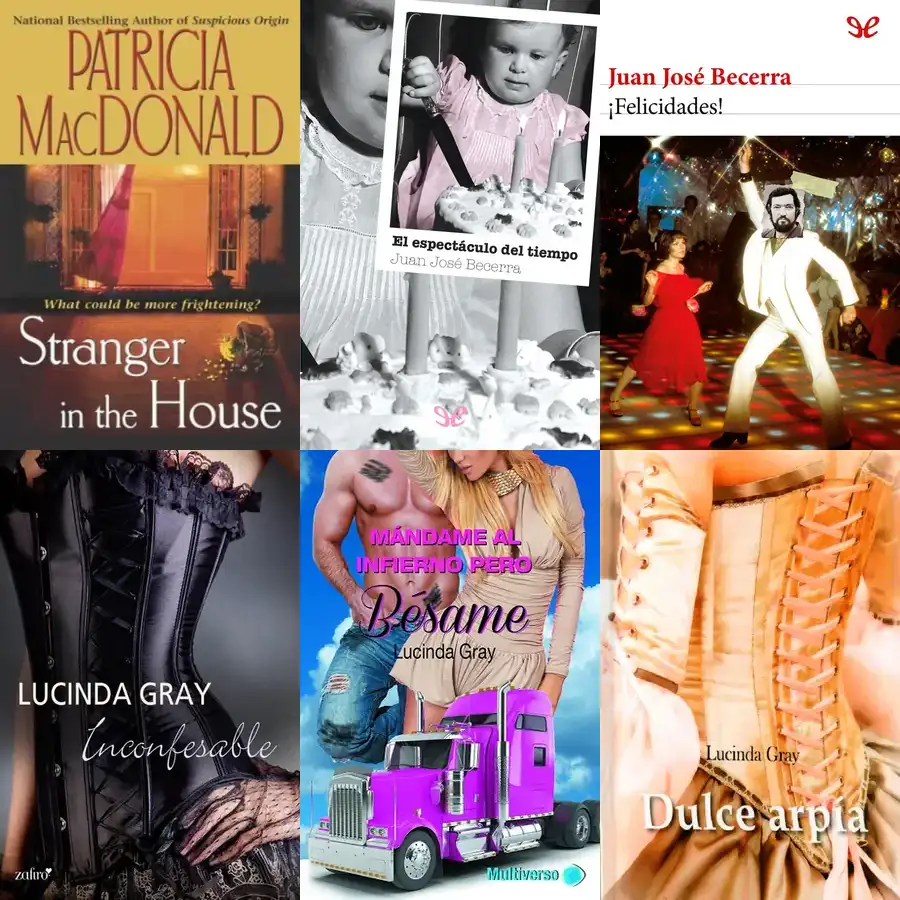 National Bestselling Author of Suspicious Origin
PATRICIA
MACDONALD
What could be more frightening?
Stranger
in the House
El espectáculo del tiempo
Juan José Becerra
Juan José Becerra
¡Felicidades!
LUCINDA GRAY
Inconfesable
zafiro
MÁNDAME AL
INFIERNO PERO
Bésame
Lucinda Gray
Multiverso
Lucinda Gray
Dulce arpía